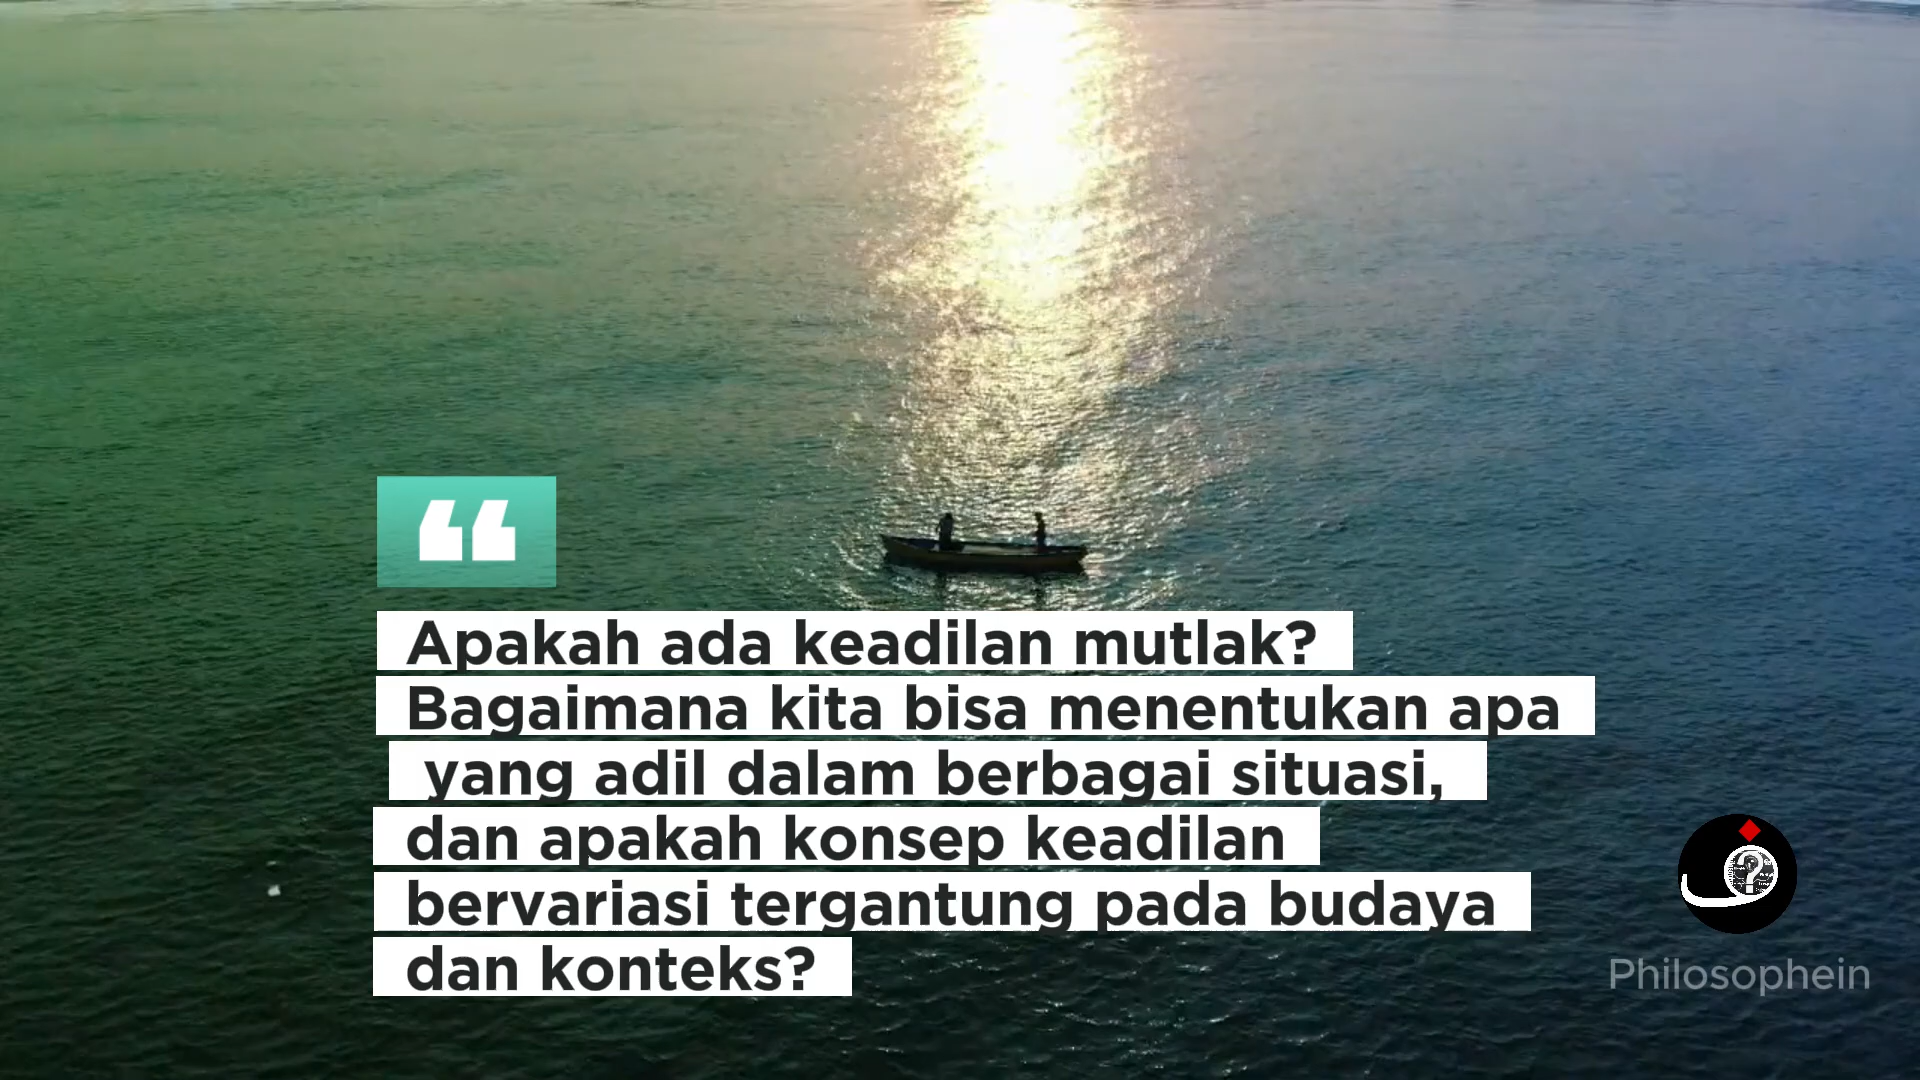 “
Apakah ada keadilan mutlak?
Bagaimana kita bisa menentukan apa
yang adil dalam berbagai situasi,
dan apakah konsep keadilan
bervariasi tergantung pada budaya
dan konteks?
Philosophein